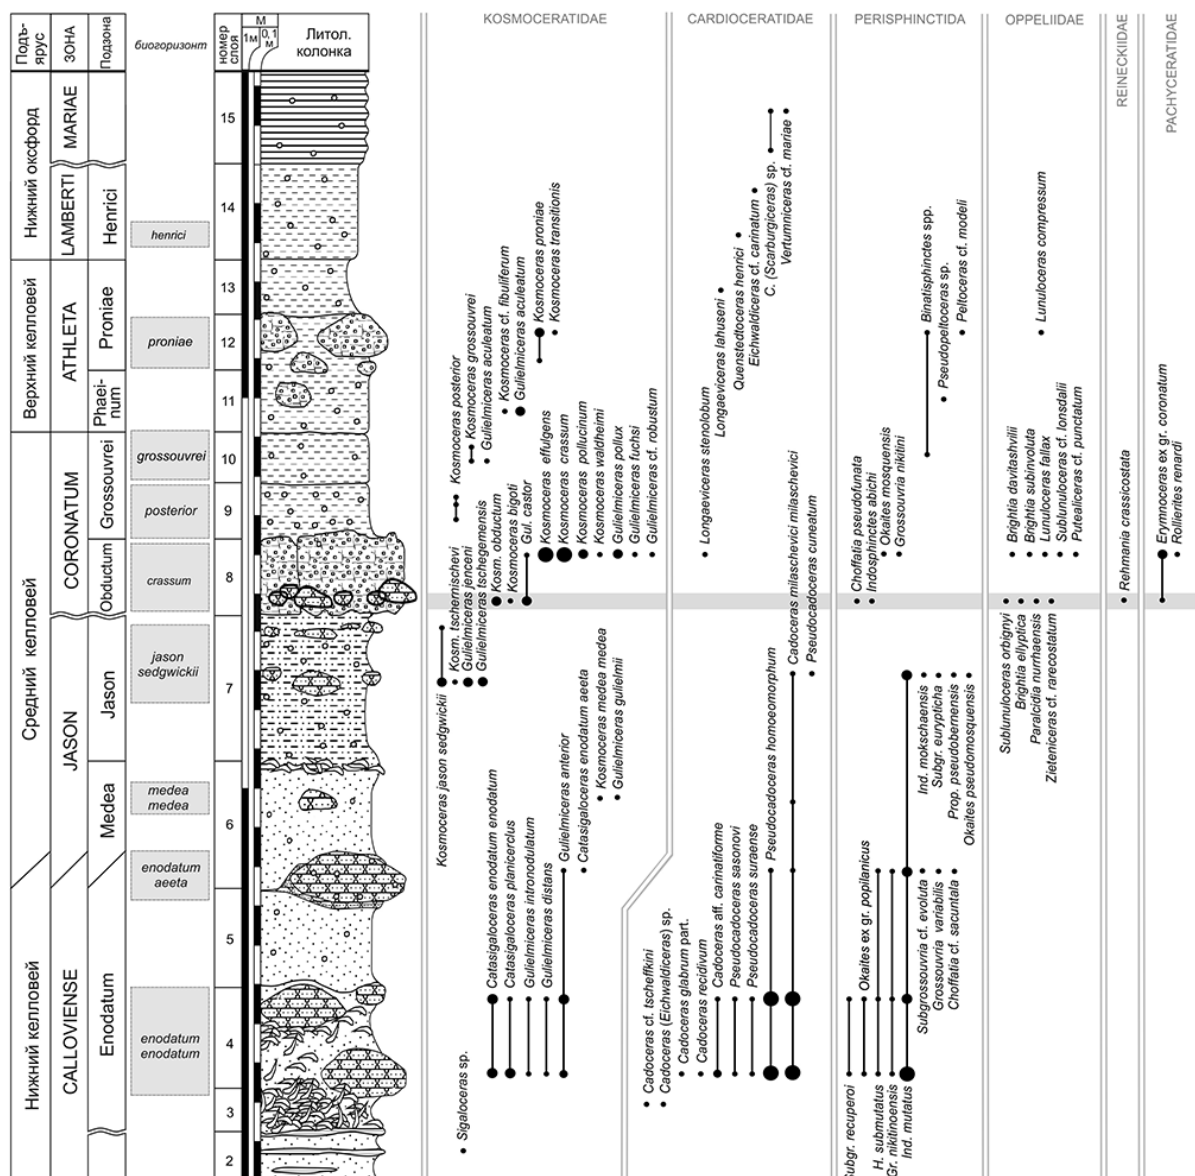 Подъ-
ярус
ЗОНА
Подзона
биогоризонт
номер
слоя
М
1м
0,1
м
Литол.
колонка
KOSMOCERATIDAE
CARDIOCERATIDAE
PERISPHINCTIDA
OPPELIIDAE
REINECKIIDAE
PACHYCERATIDAE
Нижний оксфорд
Верхний келловей
Средний келловей
Нижний келловей
MARIAE
LAMBERTI
ATHLETA
CORONATUM
JASON
CALLOVIENSE
Henrici
Proniae
Phaei-
num
Grossouvrei
Obductum
Jason
Medea
Enodatum
henrici
proniae
grossouvrei
posterior
crassum
jason
sedgwickii
medea
medea
enodatum
aeeta
enodatum
enodatum
15
14
13
12
11
10
9
8
7
6
5
4
3
2
Kosmoceras jason sedgwickii
Kosm. tschernischevi
Gulielmiceras jenceni
Gulielmiceras tschegemensis
Kosmoceras posterior
Kosmoceras grossouvrei
Gulielmiceras aculeatum
Kosm. obductum
Kosmoceras bigoti
Gul. castor
Kosmoceras cf. fibuliferum
Gulielmiceras aculeatum
Kosmoceras proniae
Kosmoceras transitionis
Kosmoceras effulgens
Kosmoceras crassum
Kosmoceras pollucinum
Kosmoceras waldheimi
Gulielmiceras pollux
Gulielmiceras fuchsi
Gulielmiceras cf. robustum
Sigaloceras sp.
Catasigaloceras enodatum enodatum
Catasigaloceras planicerclus
Gulielmiceras intronodulatum
Gulielmiceras distans
Gulielmiceras anterior
Catasigaloceras enodatum aeeta
Kosmoceras medea medea
Gulielmiceras gulielmii
Cadoceras cf. tscheffkini
Cadoceras (Eichwaldiceras) sp.
Cadoceras glabrum part.
Cadoceras recidivum
Cadoceras aff. carinatiforme
Pseudocadoceras sasonovi
Pseudocadoceras suraense
Pseudocadoceras homoeomorphum
Cadoceras milaschevici milaschevici
Pseudocadoceras cuneatum
Longaeviceras stenolobum
Longaeviceras lahuseni
Quenstedtoceras henrici
Eichwaldiceras cf. carinatum
C. (Scarburgiceras) sp.
Vertumniceras cf. mariae
Subgr. recuperoi
Okaites ex gr. popilanicus
H. submutatus
Gr. nikitinoensis
Ind. mutatus
Subgrossouvria cf. evoluta
Grossouvria variabilis
Choffatia cf. sacuntala
Ind. mokschaensis
Subgr. eurypticha
Prop. pseudobernensis
Okaites pseudomosquensis
Choffatia pseudofunata
Indosphinctes abichi
Okaites mosquensis
Grossouvria nikitini
Binatisphinctes spp.
Pseudopeltoceras sp.
Peltoceras cf. modeli
Lunuloceras compressum
Brightia davitashvilii
Brightia subinvoluta
Lunuloceras fallax
Sublunuloceras cf. lonsdalii
Putealiceras cf. punctatum
Sublunuloceras orbignyi
Brightia ellyptica
Paralcidia nurrhaensis
Zieteniceras cf. rarecostatum
Rehmania crassicostata
Erymnoceras ex gr. coronatum
Rollierites renardi